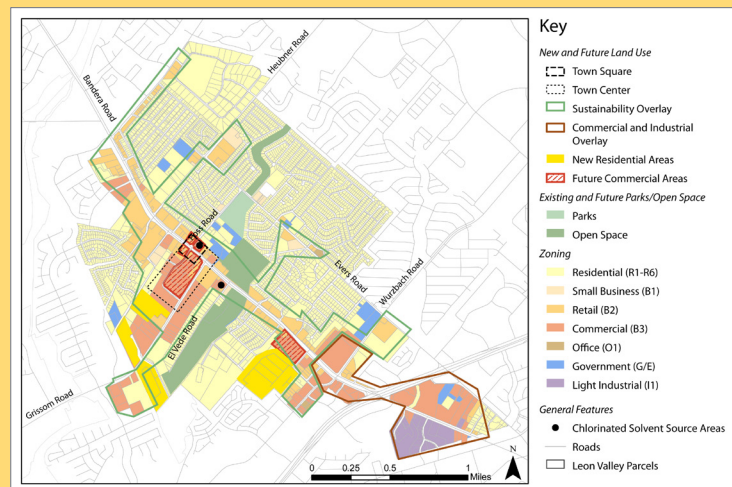 Key
New and Future Land Use
Town Square
Town Center
Sustainability Overlay
Commercial and Industrial
Overlay
New Residential Areas
Future Commercial Areas
Existing and Future Parks/Open Space
Parks
Open Space
Zoning
Residential (R1-R6)
Small Business (B1)
Retail (B2)
Commercial (B3)
Office (O1)
Government (G/E)
Light Industrial (I1)
General Features
Chlorinated Solvent Source Areas
Roads
Leon Valley Parcels
Heubner Road
Bandera Road
Evers Road
Wurzbach Road
El Vede Road
Grissom Road
N
0 0.25 0.5 1
Miles